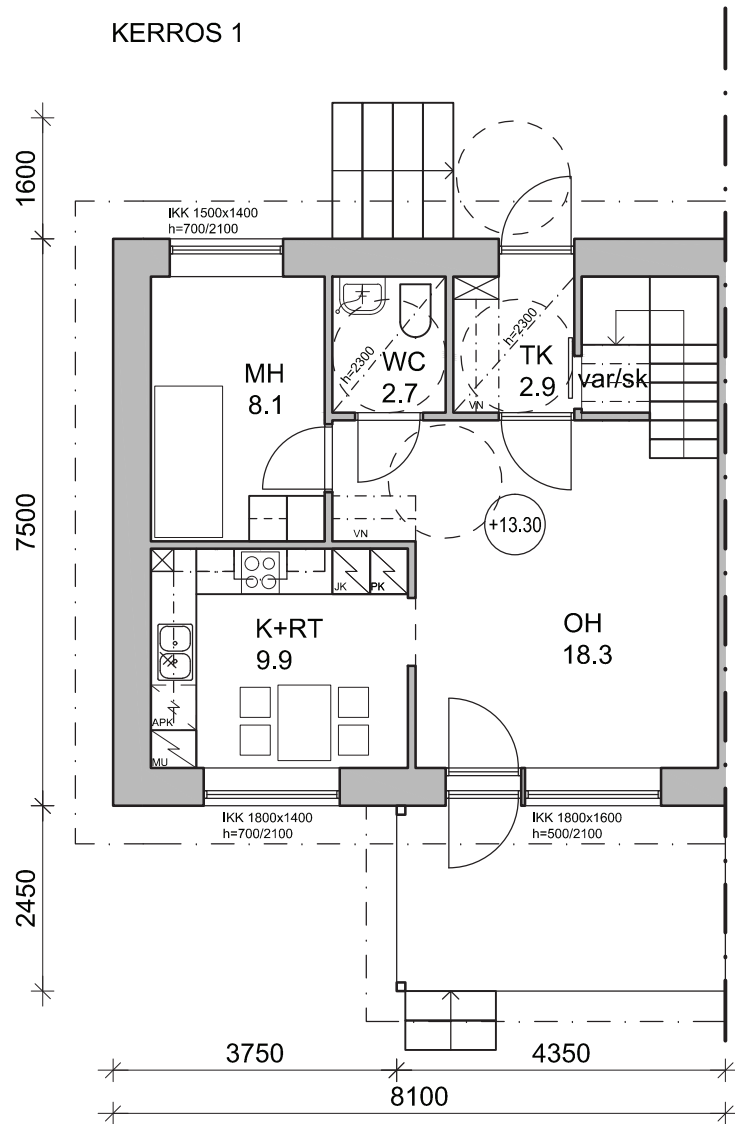 KERROS 1
1600
IKK 1500x1400
h=700/2100
h=2300
h=2300
MH
8.1
WC
2.7
TK
2.9
var/sk
VN
7500
VN
+13.30
JK
PK
K+RT
9.9
OH
18.3
APK
MU
IKK 1800x1400
h=700/2100
IKK 1800x1600
h=500/2100
2450
3750
4350
8100